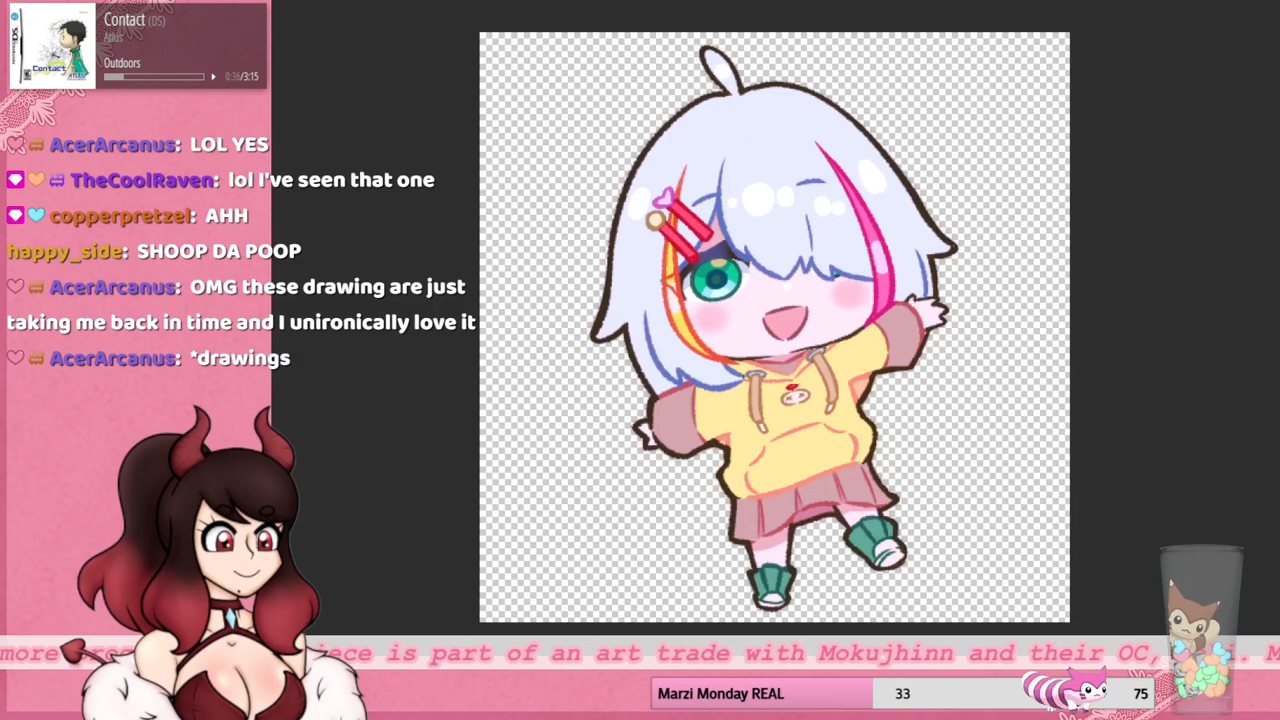 Contact (DS)
Atlus
Outdoors
0:36/3:15
Contact
AcerArcanus: LOL YES
TheCoolRaven: lol I've seen that one
copperpretzel: AHH
happy_side: SHOOP DA POOP
AcerArcanus: OMG these drawing are just
taking me back in time and I unironically love it
AcerArcanus: *drawings
more iece is part of an art trade with Mokujhinn and their OC, i. M
Marzi Monday REAL 33 75